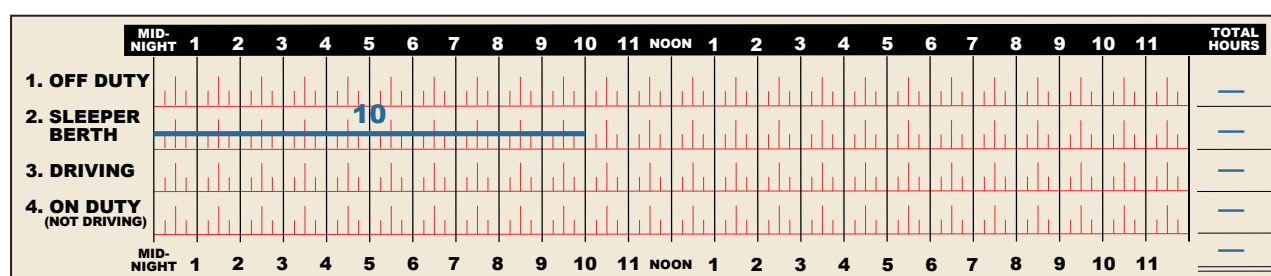 MID-NIGHT 1 2 3 4 5 6 7 8 9 10 11 NOON 1 2 3 4 5 6 7 8 9 10 11 TOTAL HOURS
1. OFF DUTY —
10
2. SLEEPER BERTH —
3. DRIVING —
4. ON DUTY (NOT DRIVING) —
—
MID-NIGHT 1 2 3 4 5 6 7 8 9 10 11 NOON 1 2 3 4 5 6 7 8 9 10 11